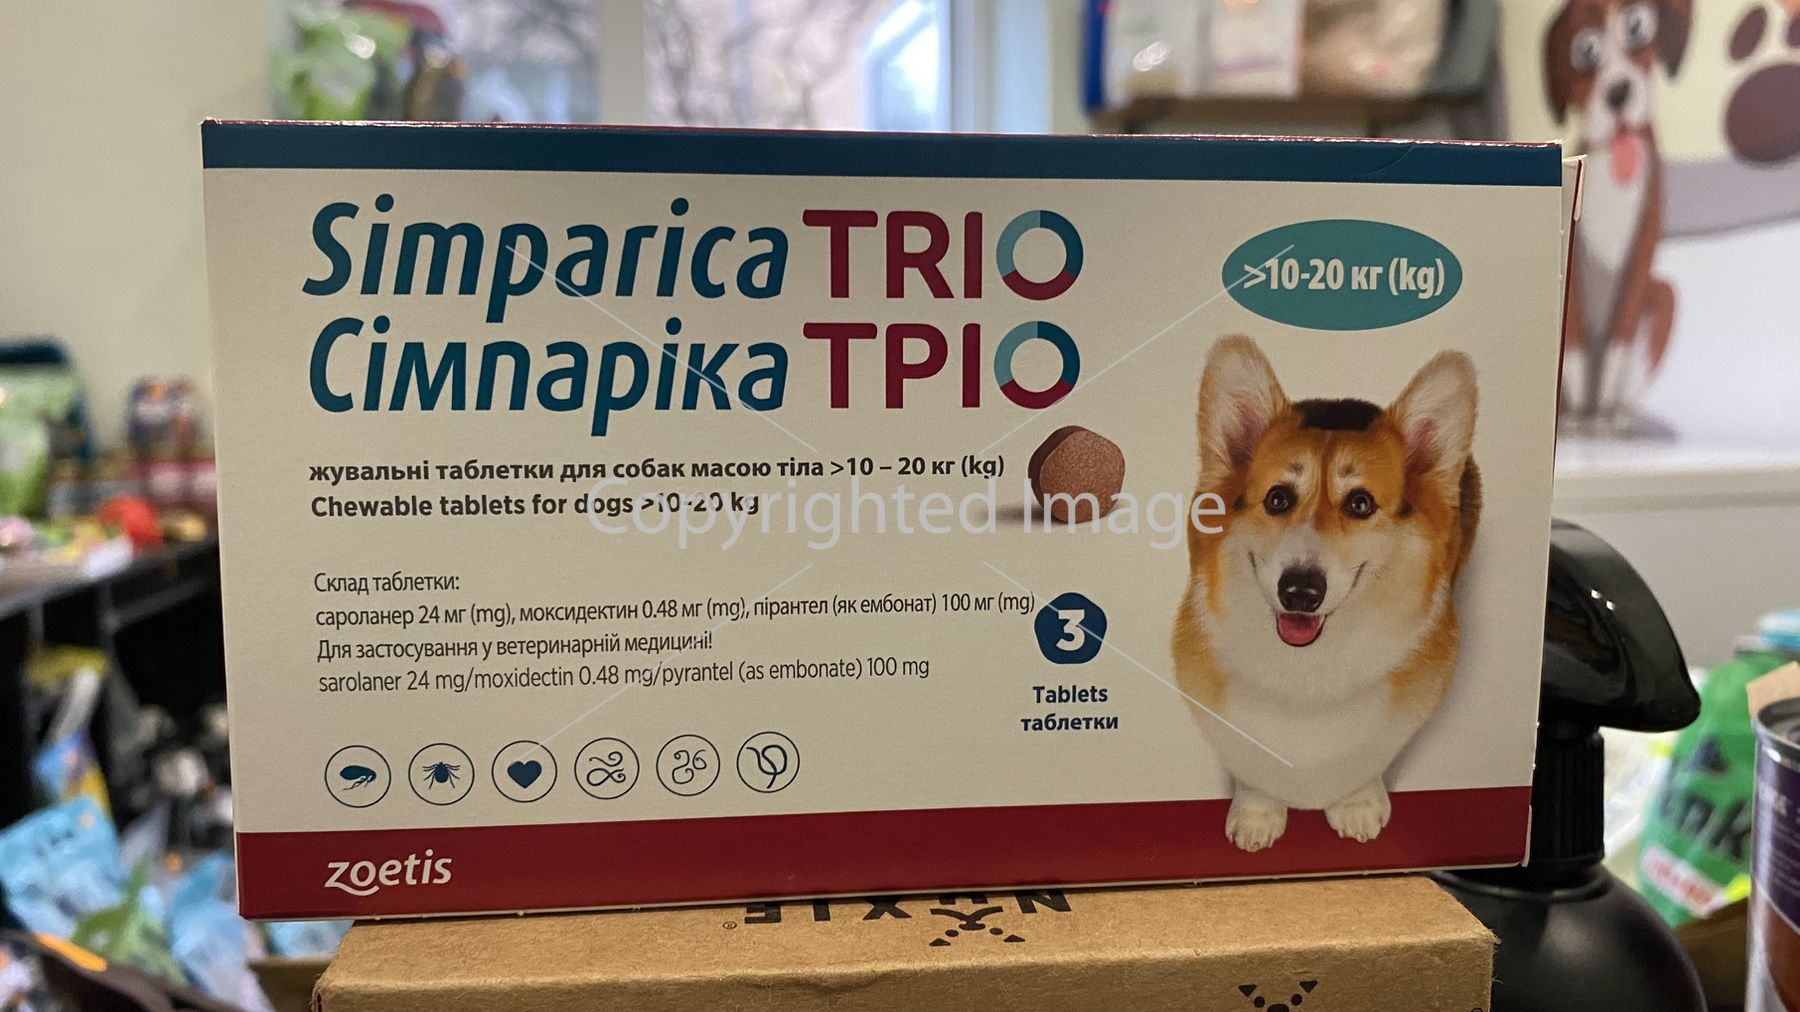 Simparica TRIO
Сімпаріка ТРІО
>10-20 кг (kg)
жувальні таблетки для собак масою тіла >10 – 20 кг (kg)
Chewable tablets for dogs >10-20 kg
Copyrighted Image
Склад таблетки:
сароланер 24 мг (mg), моксидектин 0.48 мг (mg), пірантел (як ембонат) 100 мг (mg)
Для застосування у ветеринарній медицині!
sarolaner 24 mg/moxidectin 0.48 mg/pyrantel (as embonate) 100 mg
3
Tablets
таблетки
zoetis
NUXIE®